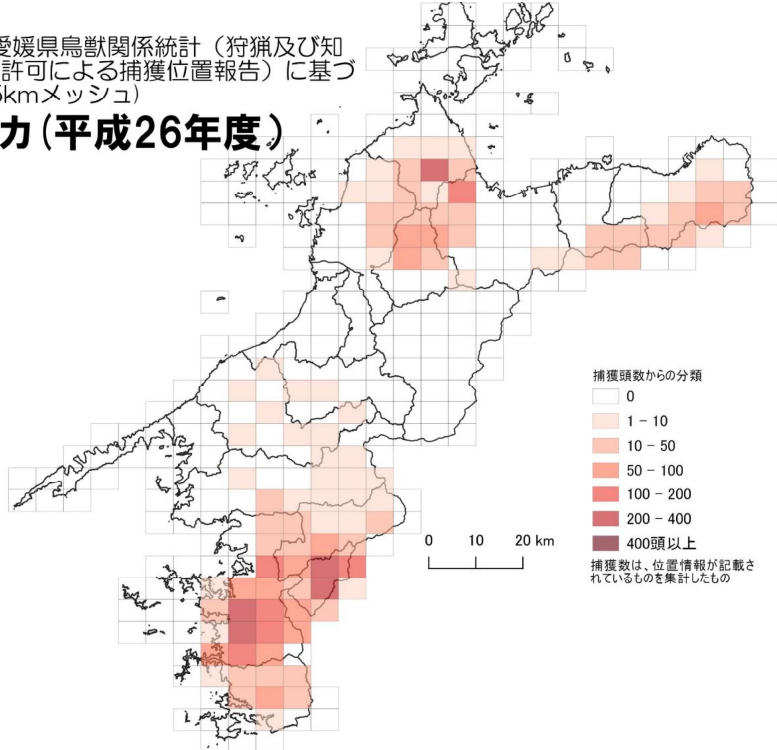 愛媛県鳥獣関係統計（狩猟及び知
許可による捕獲位置報告）に基づ
5kmメッシュ)
カ(平成26年度)
捕獲頭数からの分類
0
1 - 10
10 - 50
50 - 100
100 - 200
200 - 400
400頭以上
捕獲数は、位置情報が記載さ
れているものを集計したもの
0 10 20 km